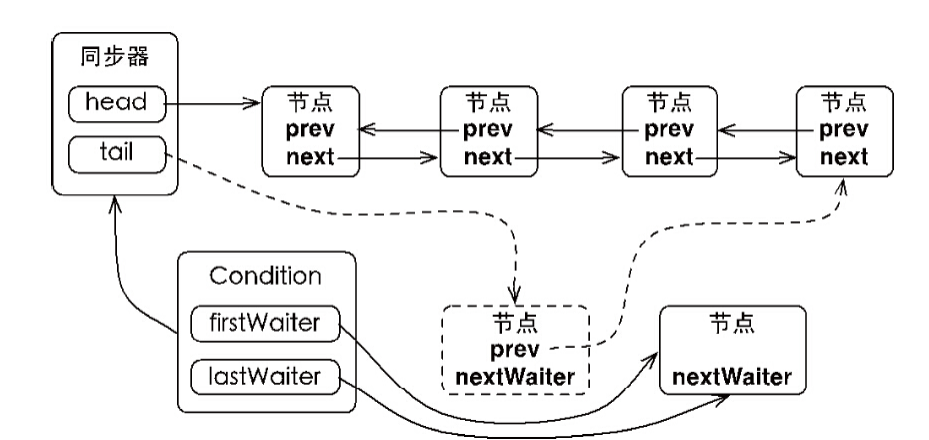 同步器
head
tail
节点
prev
next
节点
prev
next
节点
prev
next
节点
prev
next
Condition
firstWaiter
lastWaiter
节点
prev
nextWaiter
节点
nextWaiter